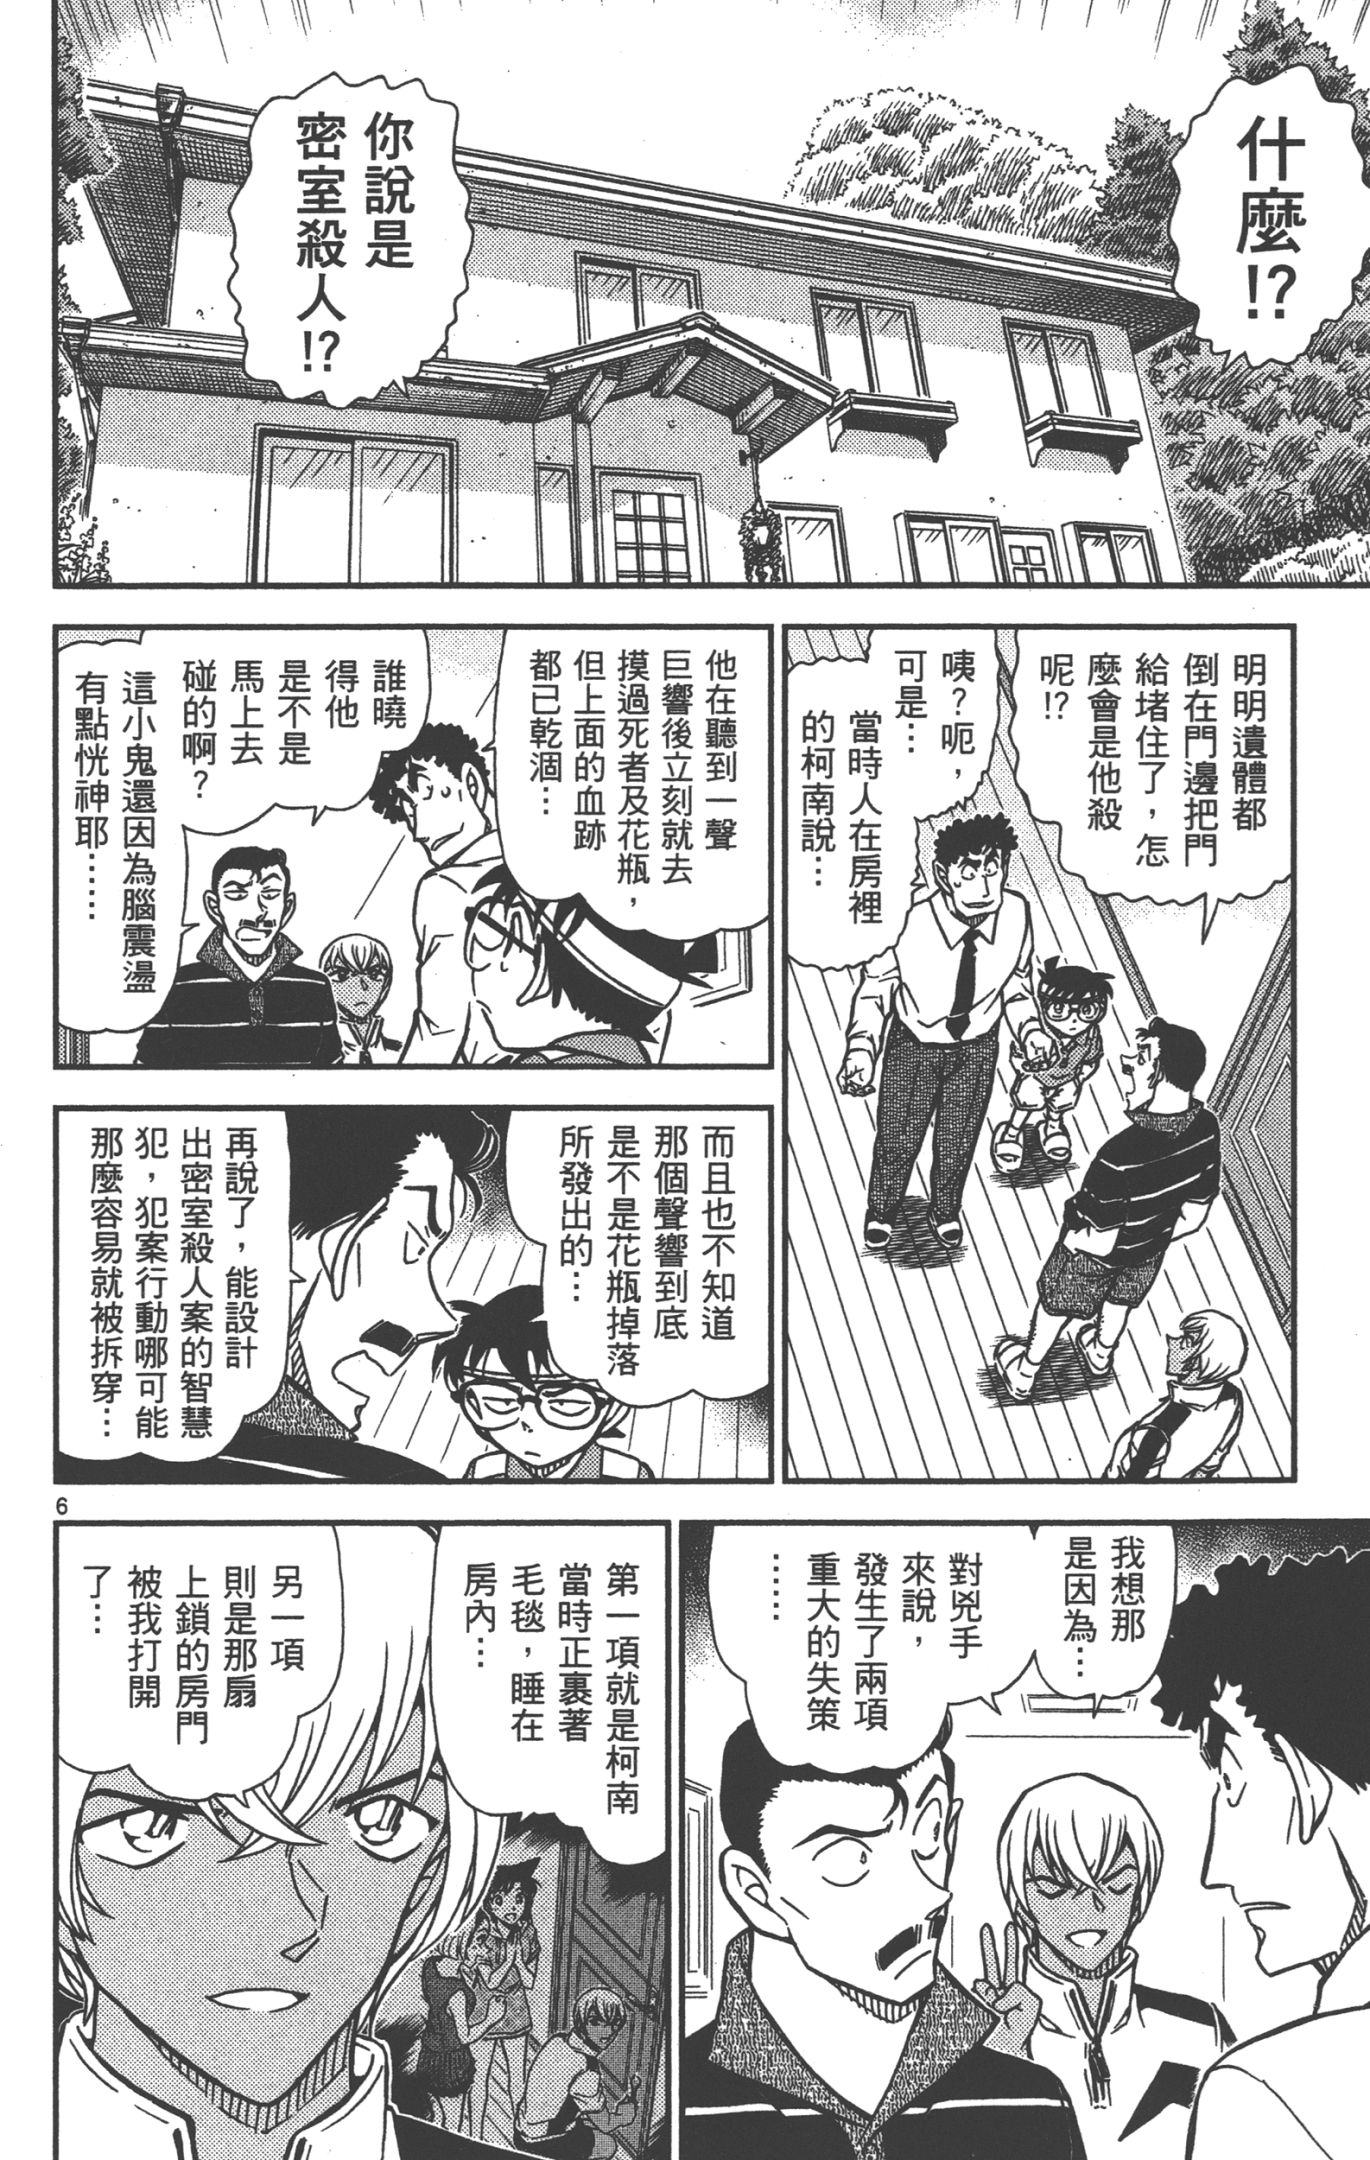 什麼!?
你說是
密室殺人!?
明明遺體都
倒在門邊把門
給堵住了，怎
麼會是他殺
呢!?
咦？呃，
可是…
當時人在房裡
的柯南說…
他在聽到一聲
巨響後立刻就去
摸過死者及花瓶，
但上面的血跡
都已乾涸…
誰曉
得他
是不是
馬上去
碰的啊？
這小鬼還因為腦震盪
有點恍神耶……
而且也不知道
那個聲響到底
是不是花瓶掉落
所發出的…
再說了，能設計
出密室殺人案的智慧
犯，犯案行動哪可能
那麼容易就被拆穿…
6
我想那
是因為…
對兇手
來說，
發生了兩項
重大的失策
……
第一項就是柯南
當時正裹著
毛毯，睡在
房內…
另一項
則是那扇
上鎖的房門
被我打開
了…